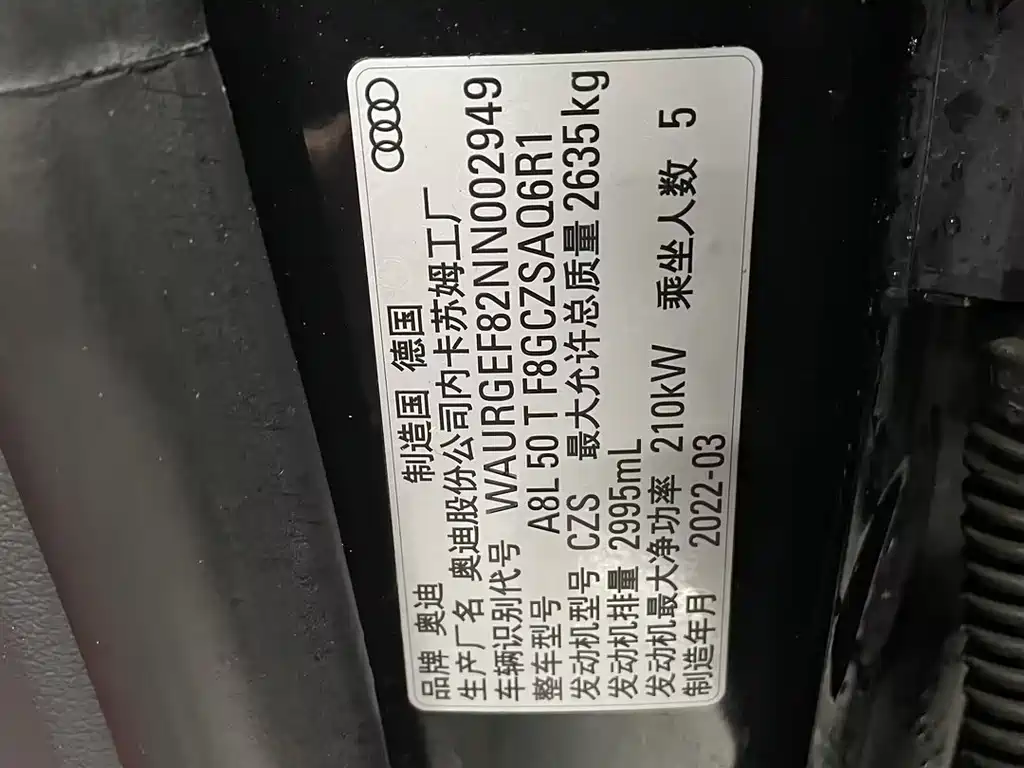 品牌 奥迪 制造国 德国
生产厂名 奥迪股份公司内卡苏姆工厂
车辆识别代号 WAURGEF82NN002949
整车型号 A8L 50 T F8GCZSAQ6R1
发动机型号 CZS 最大允许总质量 2635kg
发动机排量 2995mL
发动机最大净功率 210kW 乘坐人数 5
制造年月 2022-03